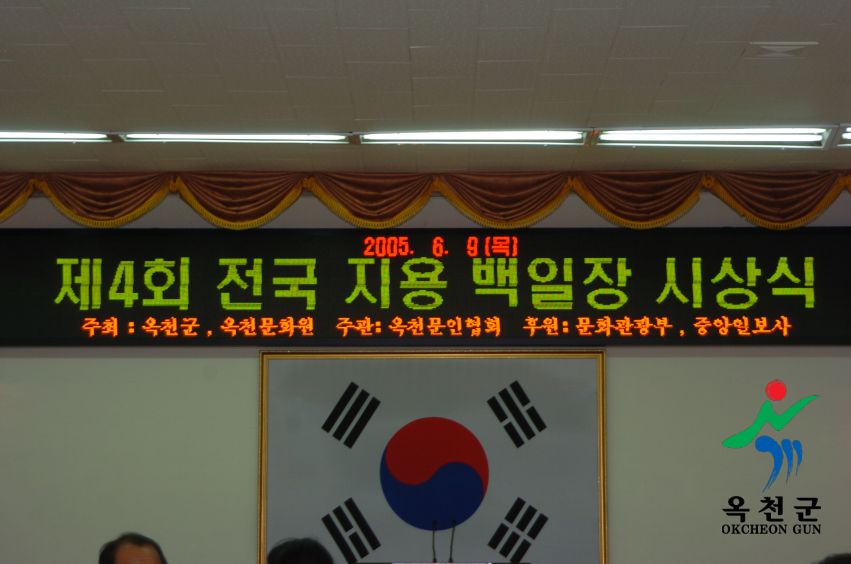 2005. 6. 9(목)
제4회 전국 지용 백일장 시상식
주최 : 옥천군, 옥천문화원 주관: 옥천문인협회 후원: 문화관광부, 중앙일보사
옥천군
OKCHEON GUN